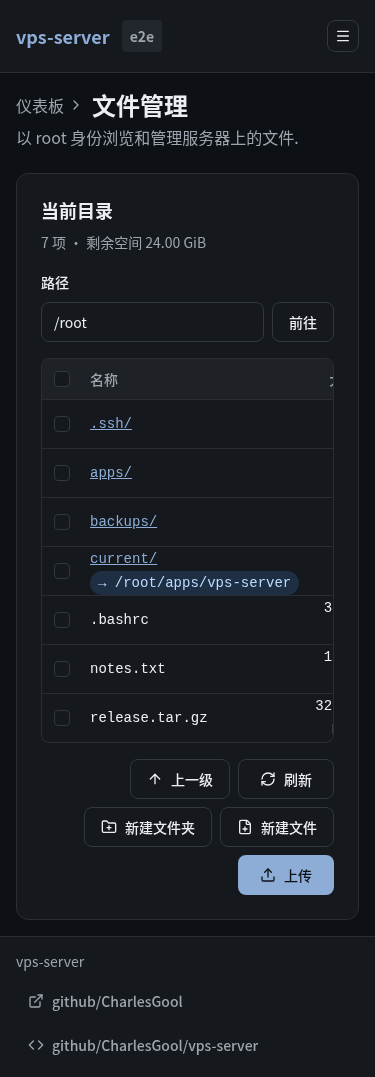 vps-server e2e
仪表板 > 文件管理
以 root 身份浏览和管理服务器上的文件.
当前目录
7 项 • 剩余空间 24.00 GiB
路径
/root 前往
名称
.ssh/
apps/
backups/
current/
→ /root/apps/vps-server
.bashrc 3
notes.txt 1
release.tar.gz 32
上一级 刷新
新建文件夹 新建文件
上传
vps-server
github/CharlesGool
github/CharlesGool/vps-server